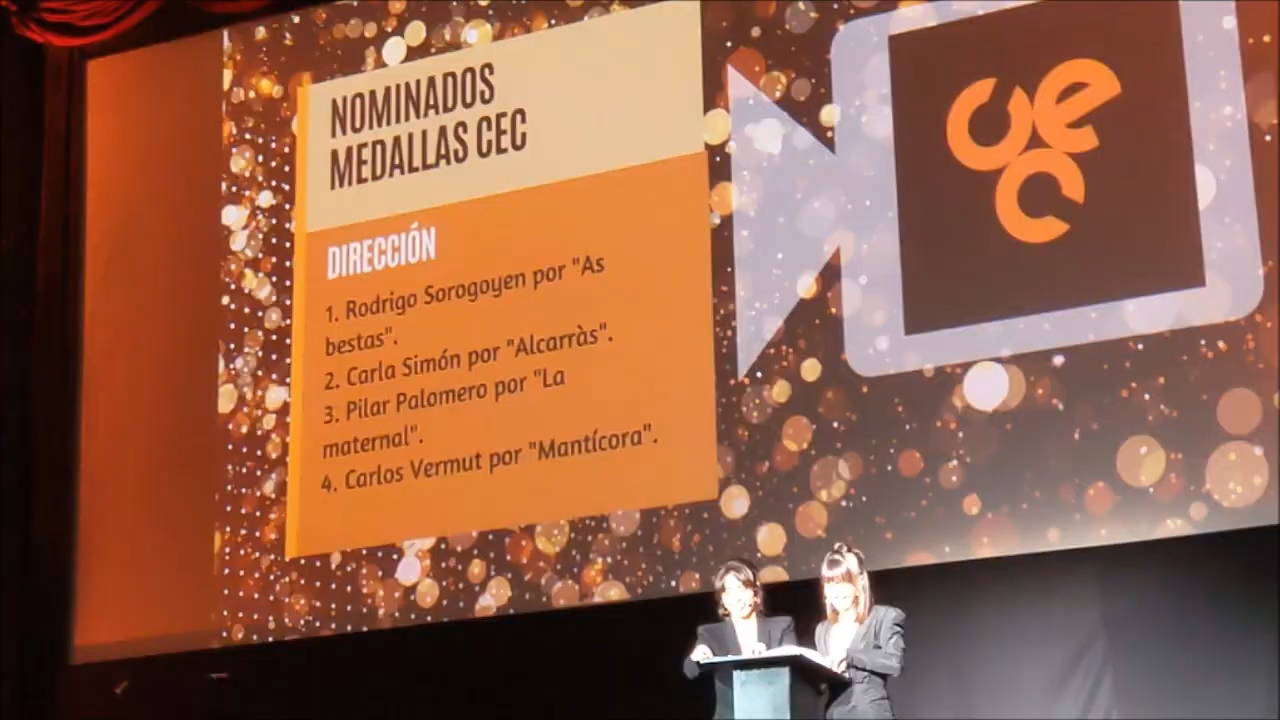 NOMINADOS
MEDALLAS CEC
DIRECCIÓN
1. Rodrigo Sorogoyen por "As
bestas".
2. Carla Simón por "Alcarràs".
3. Pilar Palomero por "La
maternal".
4. Carlos Vermut por "Mantícora".
cec